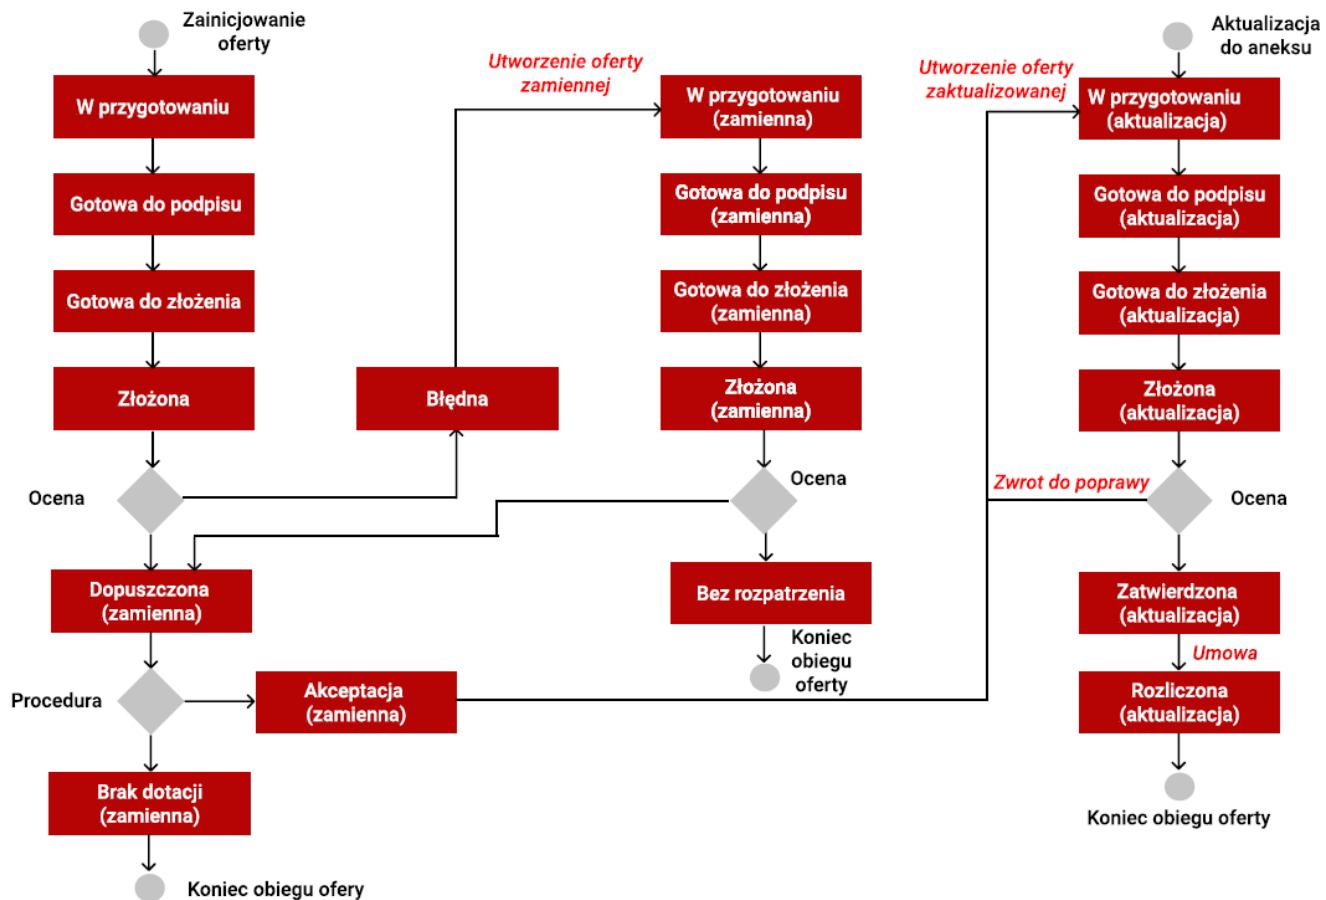 Zainicjowanie
oferty
W przygotowaniu
Gotowa do podpisu
Gotowa do złożenia
Złożona
Ocena
Dopuszczona
(zamienna)
Procedura
Akceptacja
(zamienna)
Brak dotacji
(zamienna)
Koniec obiegu ofery
Błędna
Utworzenie oferty
zamiennej
W przygotowaniu
(zamienna)
Gotowa do podpisu
(zamienna)
Gotowa do złożenia
(zamienna)
Złożona
(zamienna)
Ocena
Bez rozpatrzenia
Koniec
obiegu
oferty
Aktualizacja
do aneksu
Utworzenie oferty
zaktualizowanej
W przygotowaniu
(aktualizacja)
Gotowa do podpisu
(aktualizacja)
Gotowa do złożenia
(aktualizacja)
Złożona
(aktualizacja)
Zwrot do poprawy
Ocena
Zatwierdzona
(aktualizacja)
Umowa
Rozliczona
(aktualizacja)
Koniec obiegu oferty